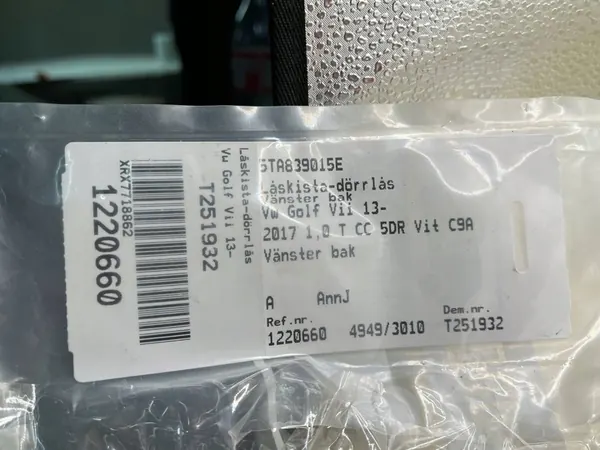 XRX7718862
1220660
Låskista-dörrlås
Vw Golf Vii 13-
T251932
5TA839015E
Låskista-dörrlås
Vänster bak
Vw Golf Vii 13-
2017 1,0 T CC 5DR Vit C9A
Vänster bak
A AnnJ
Ref.nr. Dem.nr.
1220660 4949/3010 T251932